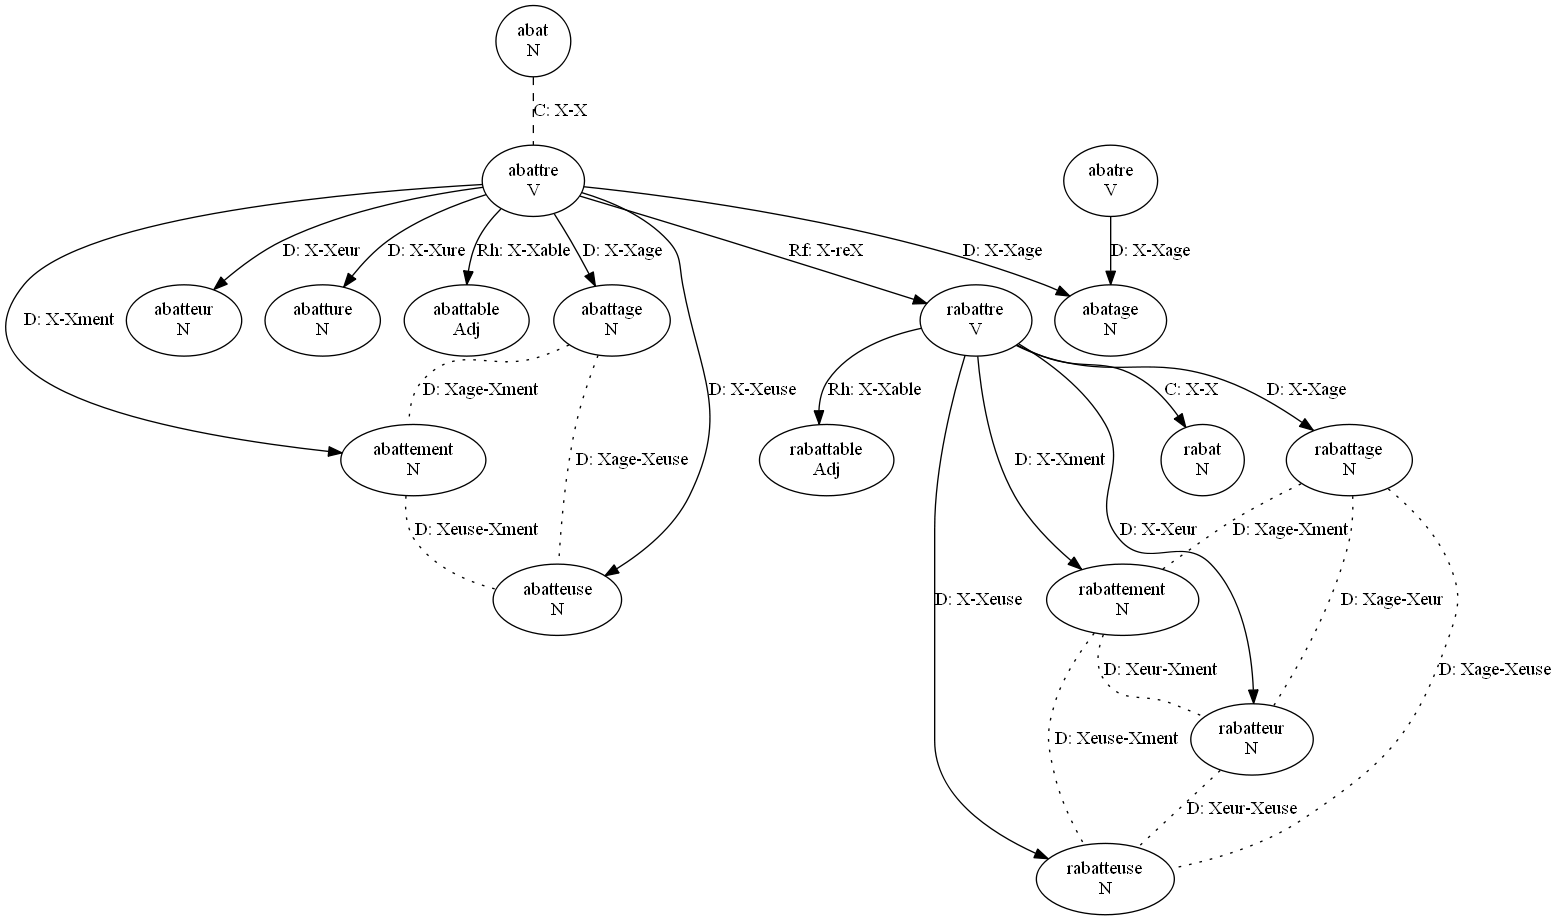 abat
N
C: X-X
abattre
V
abatre
V
D: X-Xeur
D: X-Xure
Rh: X-Xable
D: X-Xage
Rf: X-reX
D: X-Xage
D: X-Xage
D: X-Xment
abatteur
N
abatture
N
abattable
Adj
abattage
N
rabattre
V
abatage
N
D: Xage-Xment
D: X-Xeuse
Rh: X-Xable
C: X-X
D: X-Xage
abattement
N
D: Xage-Xeuse
rabattable
Adj
D: X-Xment
rabat
N
rabattage
N
D: Xeuse-Xment
D: X-Xeur
D: Xage-Xment
abatteuse
N
D: X-Xeuse
rabattement
N
D: Xage-Xeur
D: Xeur-Xment
D: Xage-Xeuse
D: Xeuse-Xment
rabatteur
N
D: Xeur-Xeuse
rabatteuse
N